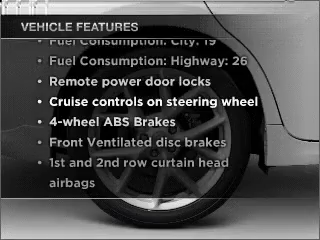 VEHICLE FEATURES
• Fuel Consumption: City: 19
• Fuel Consumption: Highway: 26
• Remote power door locks
• Cruise controls on steering wheel
• 4-wheel ABS Brakes
• Front Ventilated disc brakes
• 1st and 2nd row curtain head
airbags